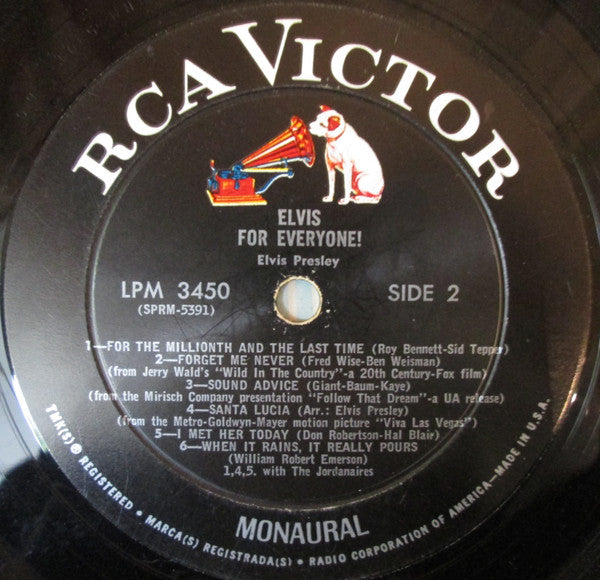 RCA VICTOR
ELVIS
FOR EVERYONE!
Elvis Presley
LPM 3450
(SPRM-5391)
SIDE 2
1—FOR THE MILLIONTH AND THE LAST TIME (Roy Bennett-Sid Tepper)
2—FORGET ME NEVER (Fred Wise-Ben Weisman)
(from Jerry Wald's "Wild In The Country"-a 20th Century-Fox film)
3—SOUND ADVICE (Giant-Baum-Kaye)
(from the Mirisch Company presentation "Follow That Dream"-a UA release)
4—SANTA LUCIA (Arr.: Elvis Presley)
(from the Metro-Goldwyn-Mayer motion picture "Viva Las Vegas")
5—I MET HER TODAY (Don Robertson-Hal Blair)
6—WHEN IT RAINS, IT REALLY POURS
(William Robert Emerson)
1,4,5. with The Jordanaires
MONAURAL
TMK(S) ® REGISTERED • MARCA(S) REGISTRADA(S) • RADIO CORPORATION OF AMERICA—MADE IN U.S.A.